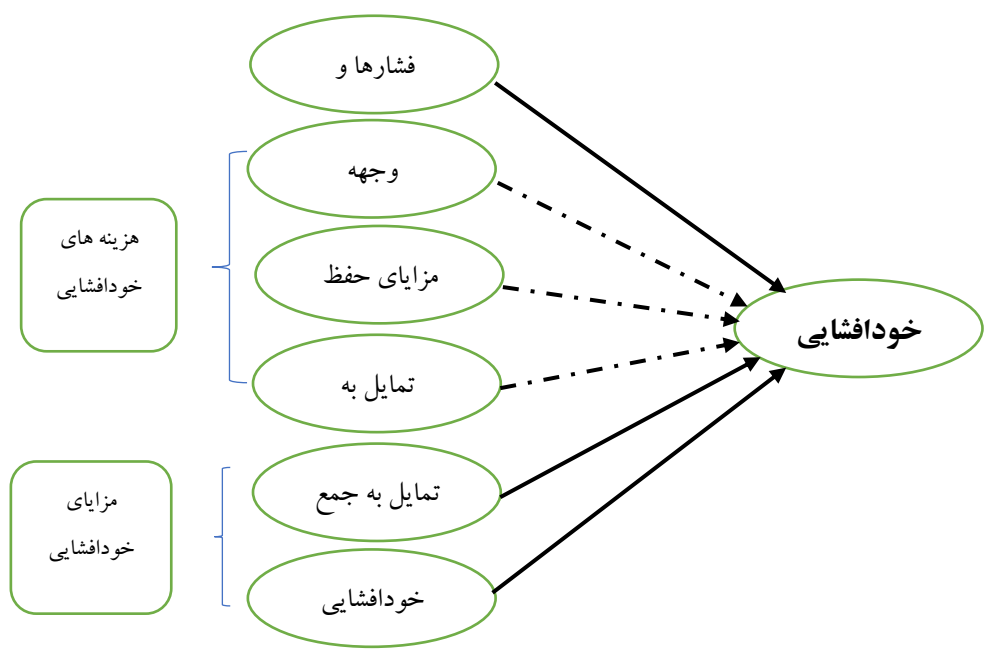 فشارها و
وجهه
هزینه های
خودافشایی
مزایای حفظ
خودافشایی
تمایل به
تمایل به جمع
مزایای
خودافشایی
خودافشایی